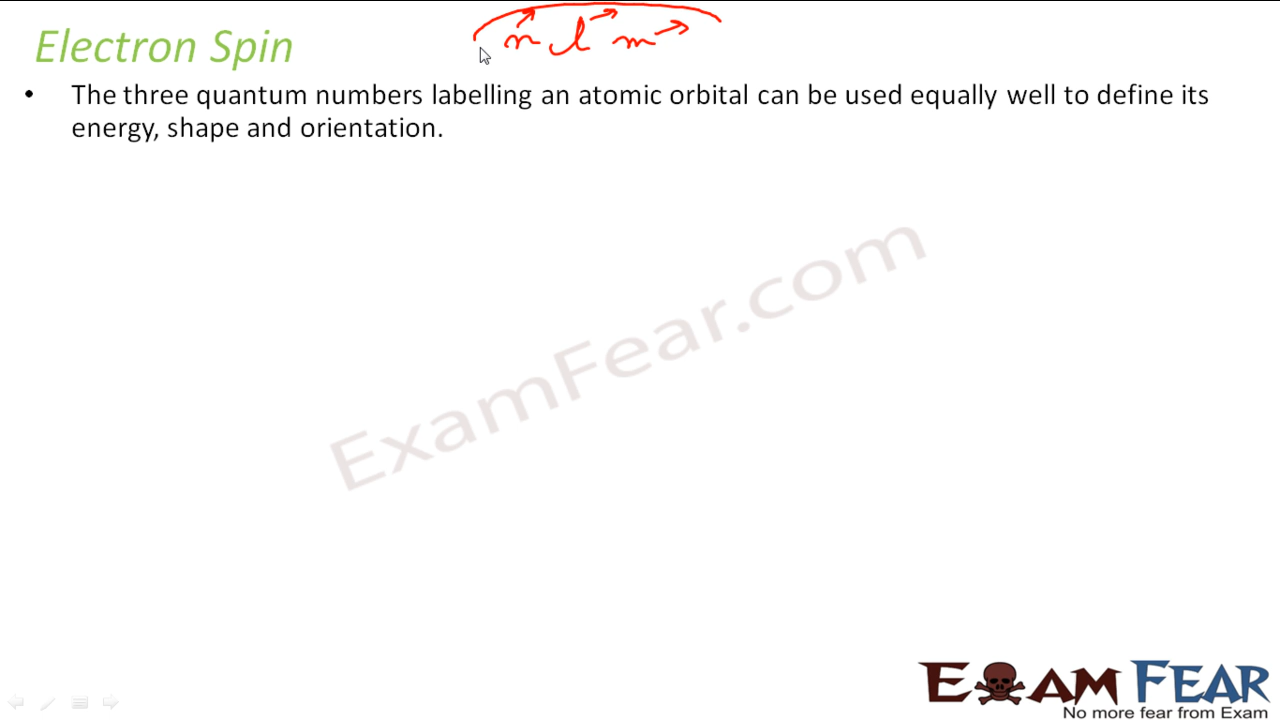 n l m
Electron Spin
• The three quantum numbers labelling an atomic orbital can be used equally well to define its
energy, shape and orientation.
ExamFear.com
EXAM FEAR
No more fear from Exam